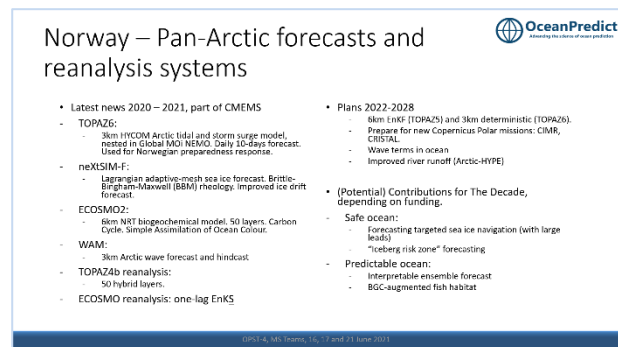 OceanPredict
Advancing the science of ocean prediction
Norway – Pan-Arctic forecasts and
reanalysis systems
• Latest news 2020 – 2021, part of CMEMS
- TOPAZ6:
- 3km HYCOM Arctic tidal and storm surge model,
nested in Global MOi NEMO. Daily 10-days forecast.
Used for Norwegian preparedness response.
- neXtSIM-F:
- Lagrangian adaptive-mesh sea ice forecast. Brittle-
Bingham-Maxwell (BBM) rheology. Improved ice drift
forecast.
- ECOSMO2:
- 6km NRT biogeochemical model. 50 layers. Carbon
Cycle. Simple Assimilation of Ocean Colour.
- WAM:
- 3km Arctic wave forecast and hindcast
- TOPAZ4b reanalysis:
- 50 hybrid layers.
- ECOSMO reanalysis: one-lag EnKS
• Plans 2022-2028
- 6km EnKF (TOPAZ5) and 3km deterministic (TOPAZ6).
- Prepare for new Copernicus Polar missions: CIMR,
CRISTAL.
- Wave terms in ocean
- Improved river runoff (Arctic-HYPE)
• (Potential) Contributions for The Decade,
depending on funding.
- Safe ocean:
- Forecasting targeted sea ice navigation (with large
leads)
- "Iceberg risk zone" forecasting
- Predictable ocean:
- Interpretable ensemble forecast
- BGC-augmented fish habitat
OPST-4, MS Teams, 16, 17 and 21 June 2021